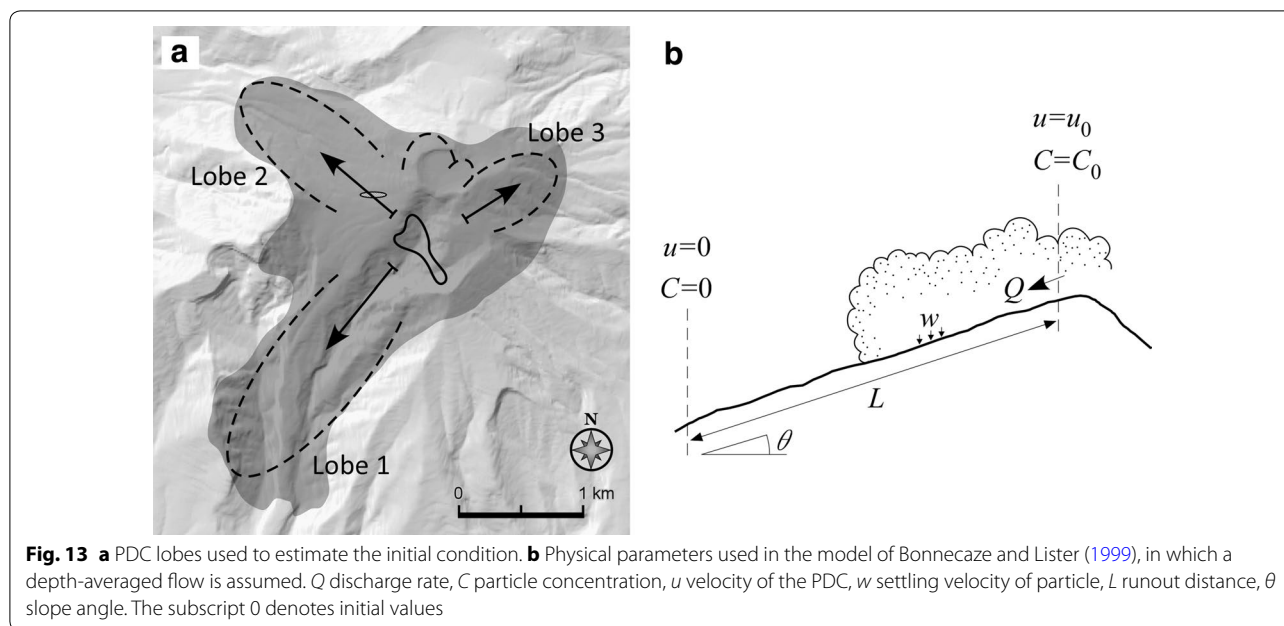 a
Lobe 3
Lobe 2
Lobe 1
N
0 1 km
b
u=u0
C=C0
u=0
C=0
Q
w
L
θ
Fig. 13 a PDC lobes used to estimate the initial condition. b Physical parameters used in the model of Bonnecaze and Lister (1999), in which a
depth-averaged flow is assumed. Q discharge rate, C particle concentration, u velocity of the PDC, w settling velocity of particle, L runout distance, θ
slope angle. The subscript 0 denotes initial values